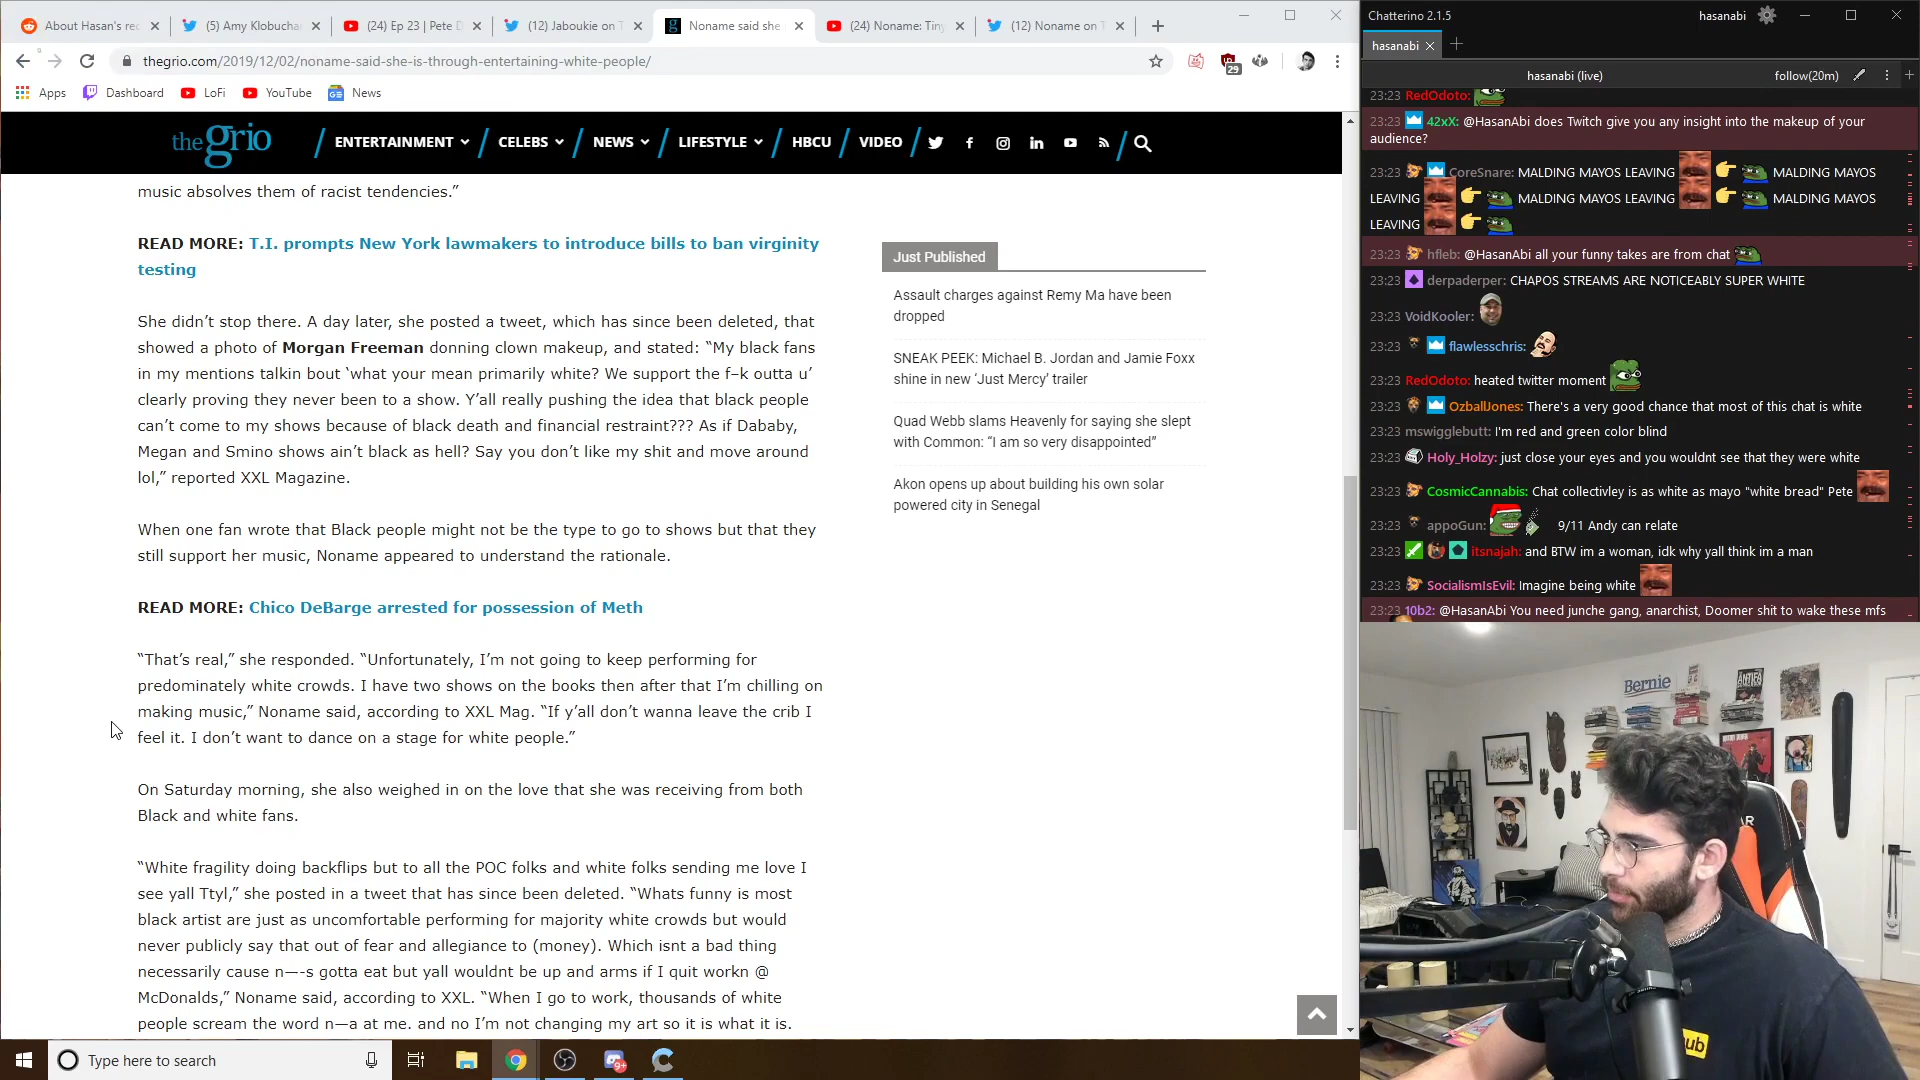 About Hasan's rec
(5) Amy Klobucha
(24) Ep 23 | Pete D
(12) Jaboukie on T
Noname said she
(24) Noname: Tiny
(12) Noname on T
thegrio.com/2019/12/02/noname-said-she-is-through-entertaining-white-people/
29
Apps
Dashboard
LoFi
YouTube
News
the grio
ENTERTAINMENT
CELEBS
NEWS
LIFESTYLE
HBCU
VIDEO
music absolves them of racist tendencies.”
READ MORE: T.I. prompts New York lawmakers to introduce bills to ban virginity
testing
She didn’t stop there. A day later, she posted a tweet, which has since been deleted, that
showed a photo of Morgan Freeman donning clown makeup, and stated: “My black fans
in my mentions talkin bout ‘what your mean primarily white? We support the f–k outta u’
clearly proving they never been to a show. Y’all really pushing the idea that black people
can’t come to my shows because of black death and financial restraint??? As if Dababy,
Megan and Smino shows ain’t black as hell? Say you don’t like my shit and move around
lol,” reported XXL Magazine.
When one fan wrote that Black people might not be the type to go to shows but that they
still support her music, Noname appeared to understand the rationale.
READ MORE: Chico DeBarge arrested for possession of Meth
“That’s real,” she responded. “Unfortunately, I’m not going to keep performing for
predominately white crowds. I have two shows on the books then after that I’m chilling on
making music,” Noname said, according to XXL Mag. “If y’all don’t wanna leave the crib I
feel it. I don’t want to dance on a stage for white people.”
On Saturday morning, she also weighed in on the love that she was receiving from both
Black and white fans.
“White fragility doing backflips but to all the POC folks and white folks sending me love I
see yall Ttyl,” she posted in a tweet that has since been deleted. “Whats funny is most
black artist are just as uncomfortable performing for majority white crowds but would
never publicly say that out of fear and allegiance to (money). Which isnt a bad thing
necessarily cause n—-s gotta eat but yall wouldnt be up and arms if I quit workn @
McDonalds,” Noname said, according to XXL. “When I go to work, thousands of white
people scream the word n—a at me. and no I’m not changing my art so it is what it is.
Just Published
Assault charges against Remy Ma have been
dropped
SNEAK PEEK: Michael B. Jordan and Jamie Foxx
shine in new ‘Just Mercy’ trailer
Quad Webb slams Heavenly for saying she slept
with Common: “I am so very disappointed”
Akon opens up about building his own solar
powered city in Senegal
Type here to search
9+
Chatterino 2.1.5
hasanabi
hasanabi
hasanabi (live)
follow(20m)
23:23 RedOdoto:
23:23 42xX: @HasanAbi does Twitch give you any insight into the makeup of your
audience?
23:23 CoreSnare: MALDING MAYOS LEAVING MALDING MAYOS
LEAVING MALDING MAYOS LEAVING MALDING MAYOS
LEAVING
23:23 hfleb: @HasanAbi all your funny takes are from chat
23:23 derpaderper: CHAPOS STREAMS ARE NOTICEABLY SUPER WHITE
23:23 VoidKooler:
23:23 flawlesschris:
23:23 RedOdoto: heated twitter moment
23:23 OzballJones: There's a very good chance that most of this chat is white
23:23 mswigglebutt: I'm red and green color blind
23:23 Holy_Holzy: just close your eyes and you wouldnt see that they were white
23:23 CosmicCannabis: Chat collectivley is as white as mayo "white bread" Pete
23:23 appoGun: 9/11 Andy can relate
23:23 itsnajah: and BTW im a woman, idk why yall think im a man
23:23 SocialismIsEvil: Imagine being white
23:23 10b2: @HasanAbi You need junche gang, anarchist, Doomer shit to wake these mfs
Bernie
ANTIFA
ub